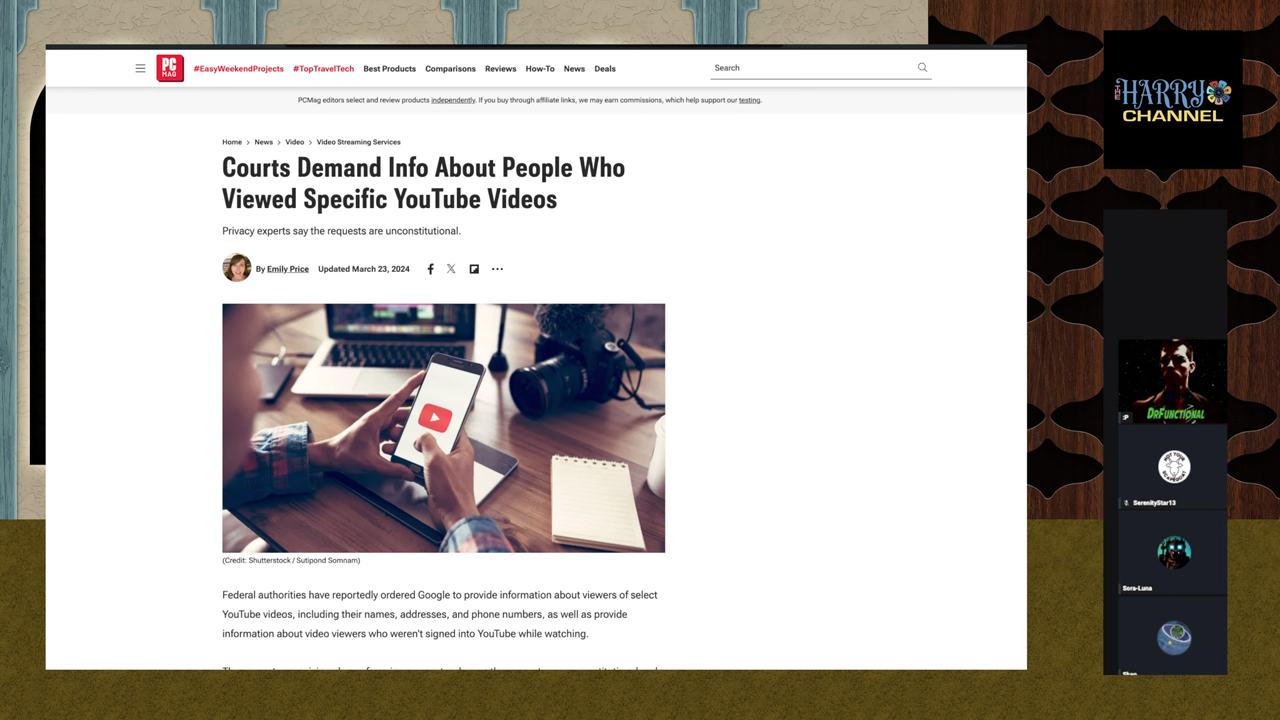 PC
MAG
#EasyWeekendProjects #TopTravelTech Best Products Comparisons Reviews How-To News Deals
Search
PCMag editors select and review products independently. If you buy through affiliate links, we may earn commissions, which help support our testing.
Home > News > Video > Video Streaming Services
Courts Demand Info About People Who
Viewed Specific YouTube Videos
Privacy experts say the requests are unconstitutional.
By Emily Price Updated March 23, 2024
(Credit: Shutterstock / Sutipond Somnam)
Federal authorities have reportedly ordered Google to provide information about viewers of select
YouTube videos, including their names, addresses, and phone numbers, as well as provide
information about video viewers who weren't signed into YouTube while watching.
THE HARRY
CHANNEL
DRFUNCTIONAL
NOT YOUR
SCAPEGOAT
SerenityStar13
Sora-Luna